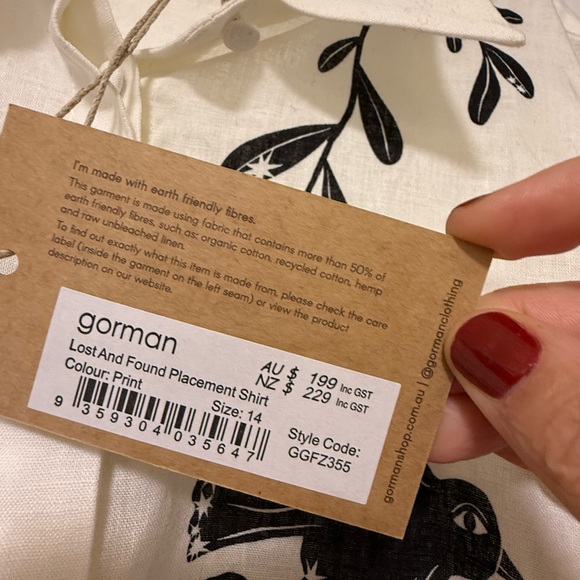 I'm made with earth friendly fibres.
This garment is made using fabric that contains more than 50% of
earth friendly fibres, such as: organic cotton, recycled cotton, hemp
and raw unbleached linen.
To find out exactly what this item is made from, please check the care
label (inside the garment on the left seam) or view the product
description on our website.
gorman
Lost And Found Placement Shirt
Colour: Print
Size: 14
AU $ 199 Inc GST
NZ $ 229 Inc GST
Style Code:
GGFZ355
9 359304 035647
gormanshop.com.au | @gormanclothing